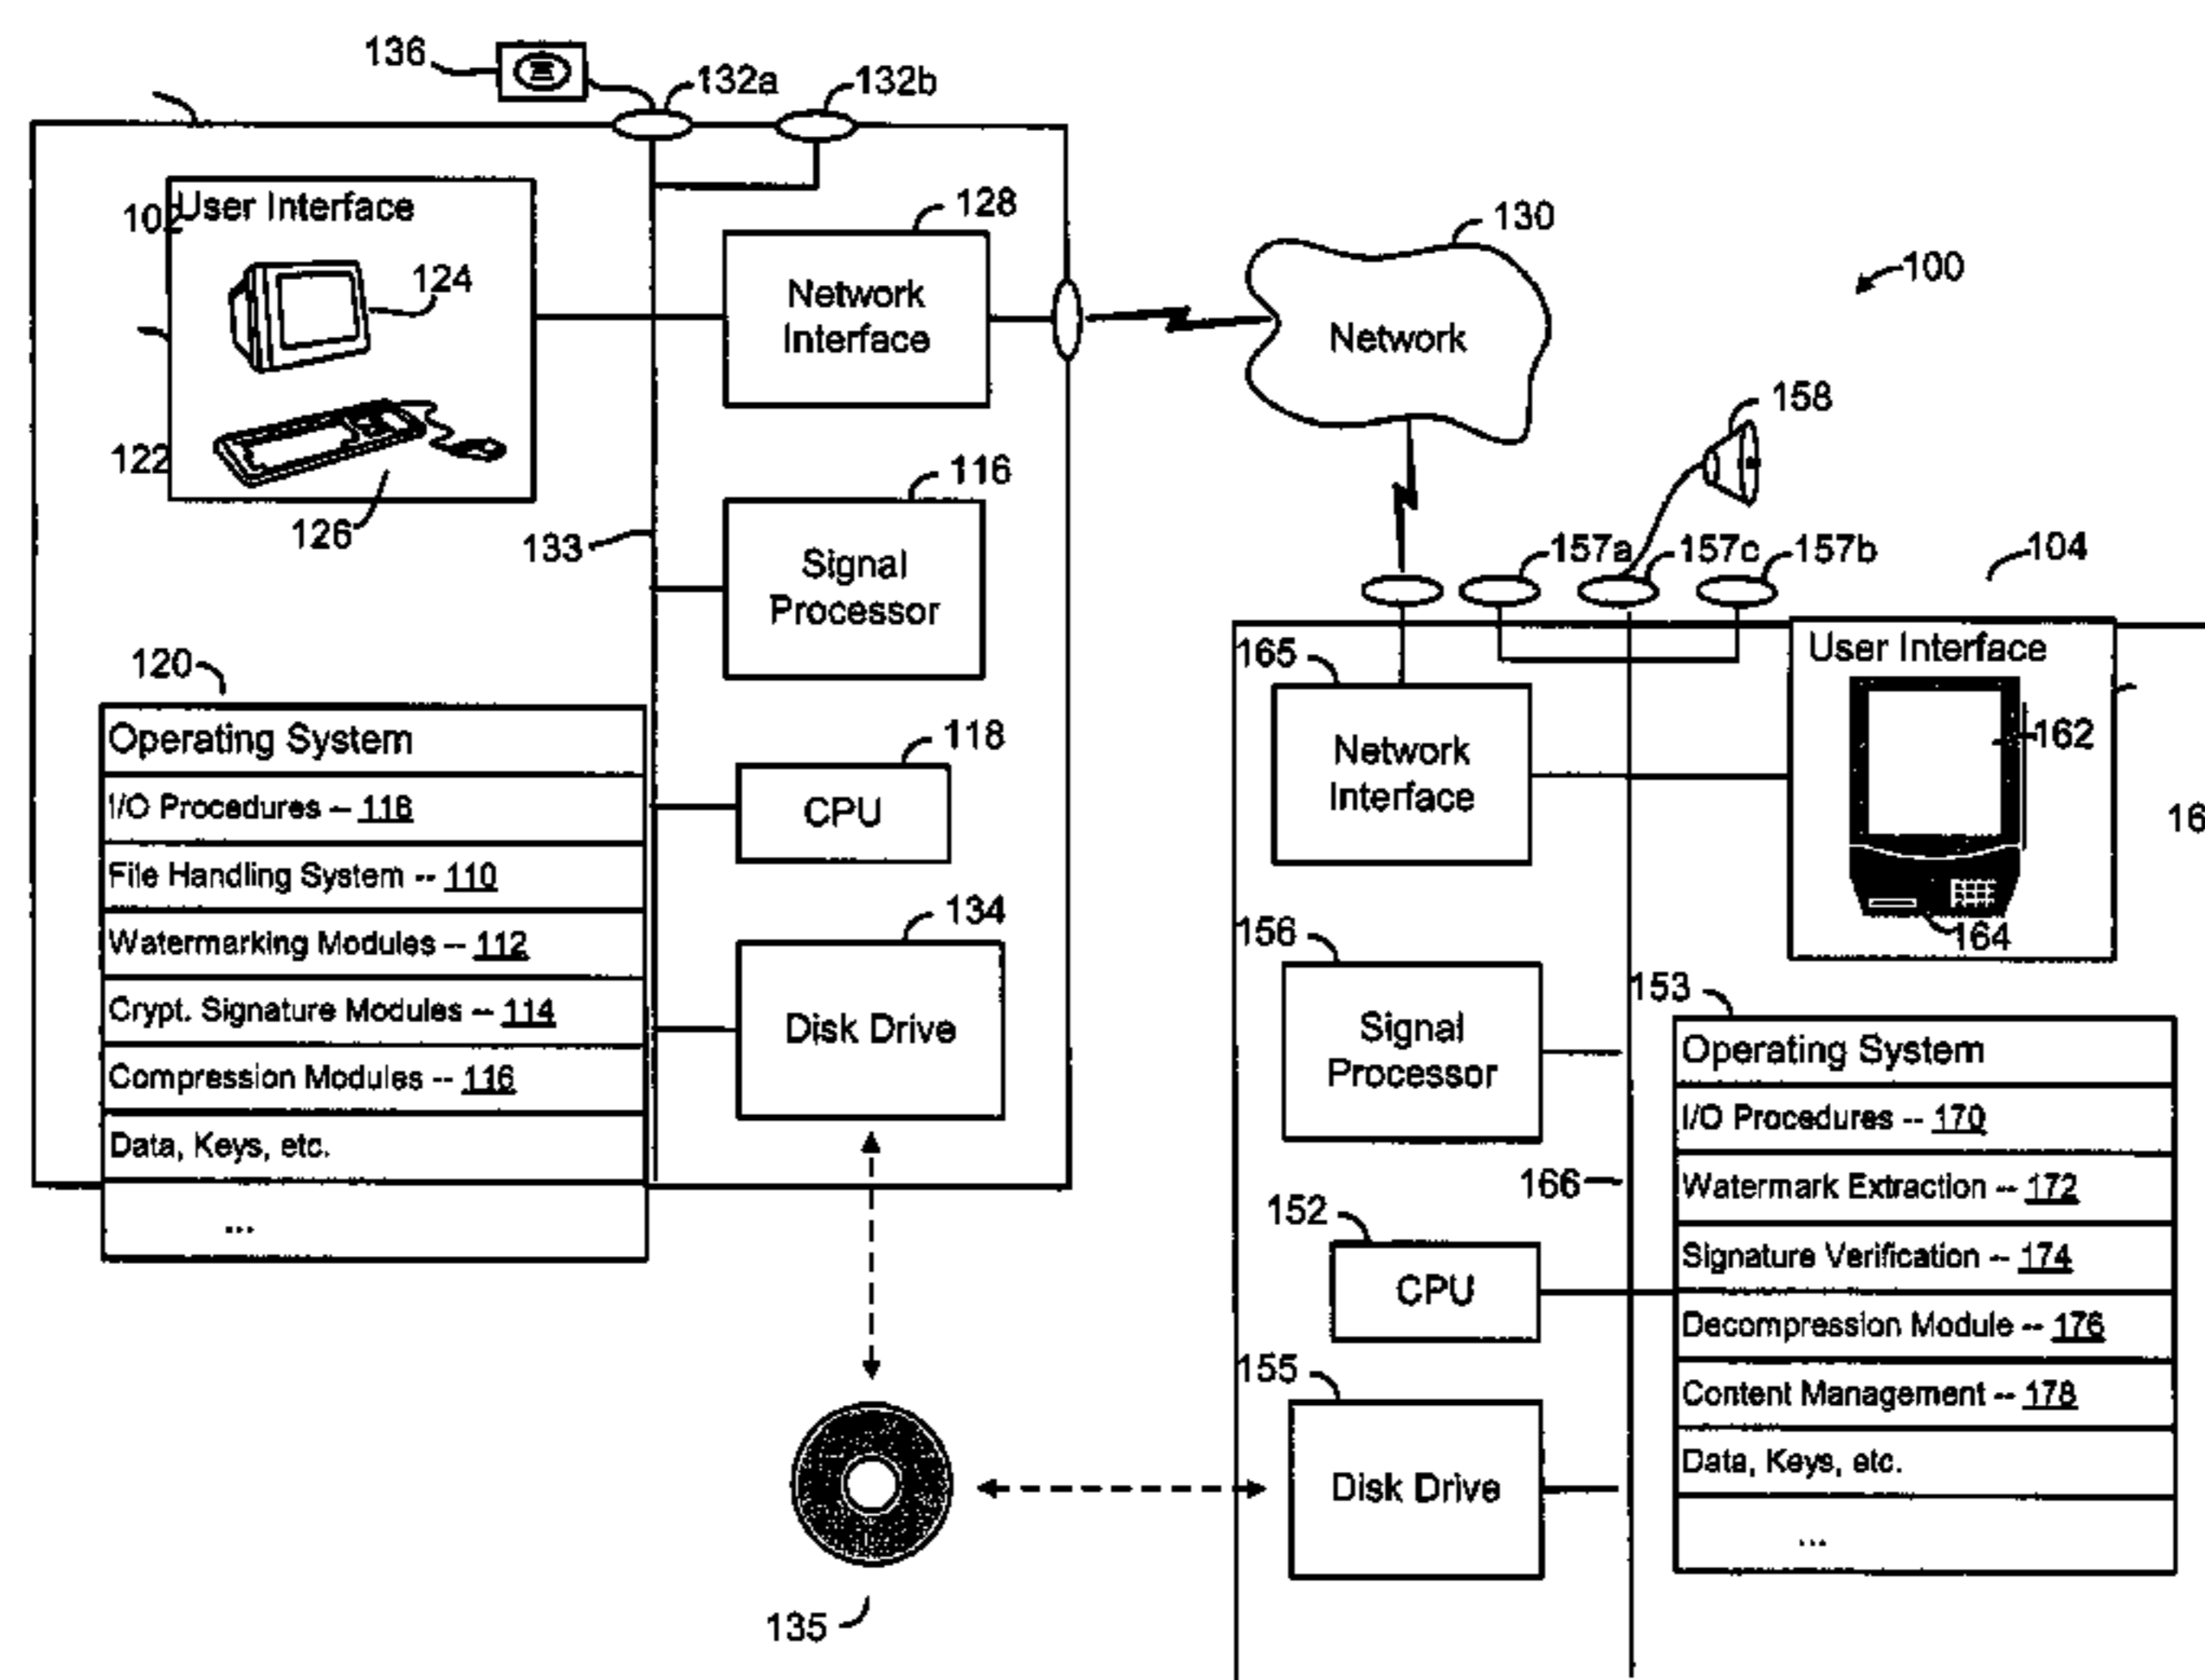 136
132a
132b
102
User Interface
124
122
126
128
Network
Interface
130
Network
100
158
133
116
Signal
Processor
157a
157c
157b
104
120
Operating System
I/O Procedures -- 118
File Handling System -- 110
Watermarking Modules -- 112
Crypt. Signature Modules -- 114
Compression Modules -- 116
Data, Keys, etc.
...
118
CPU
134
Disk Drive
165
Network
Interface
User Interface
162
16
164
156
Signal
Processor
166
152
CPU
155
Disk Drive
153
Operating System
I/O Procedures -- 170
Watermark Extraction -- 172
Signature Verification -- 174
Decompression Module -- 176
Content Management -- 178
Data, Keys, etc.
...
135